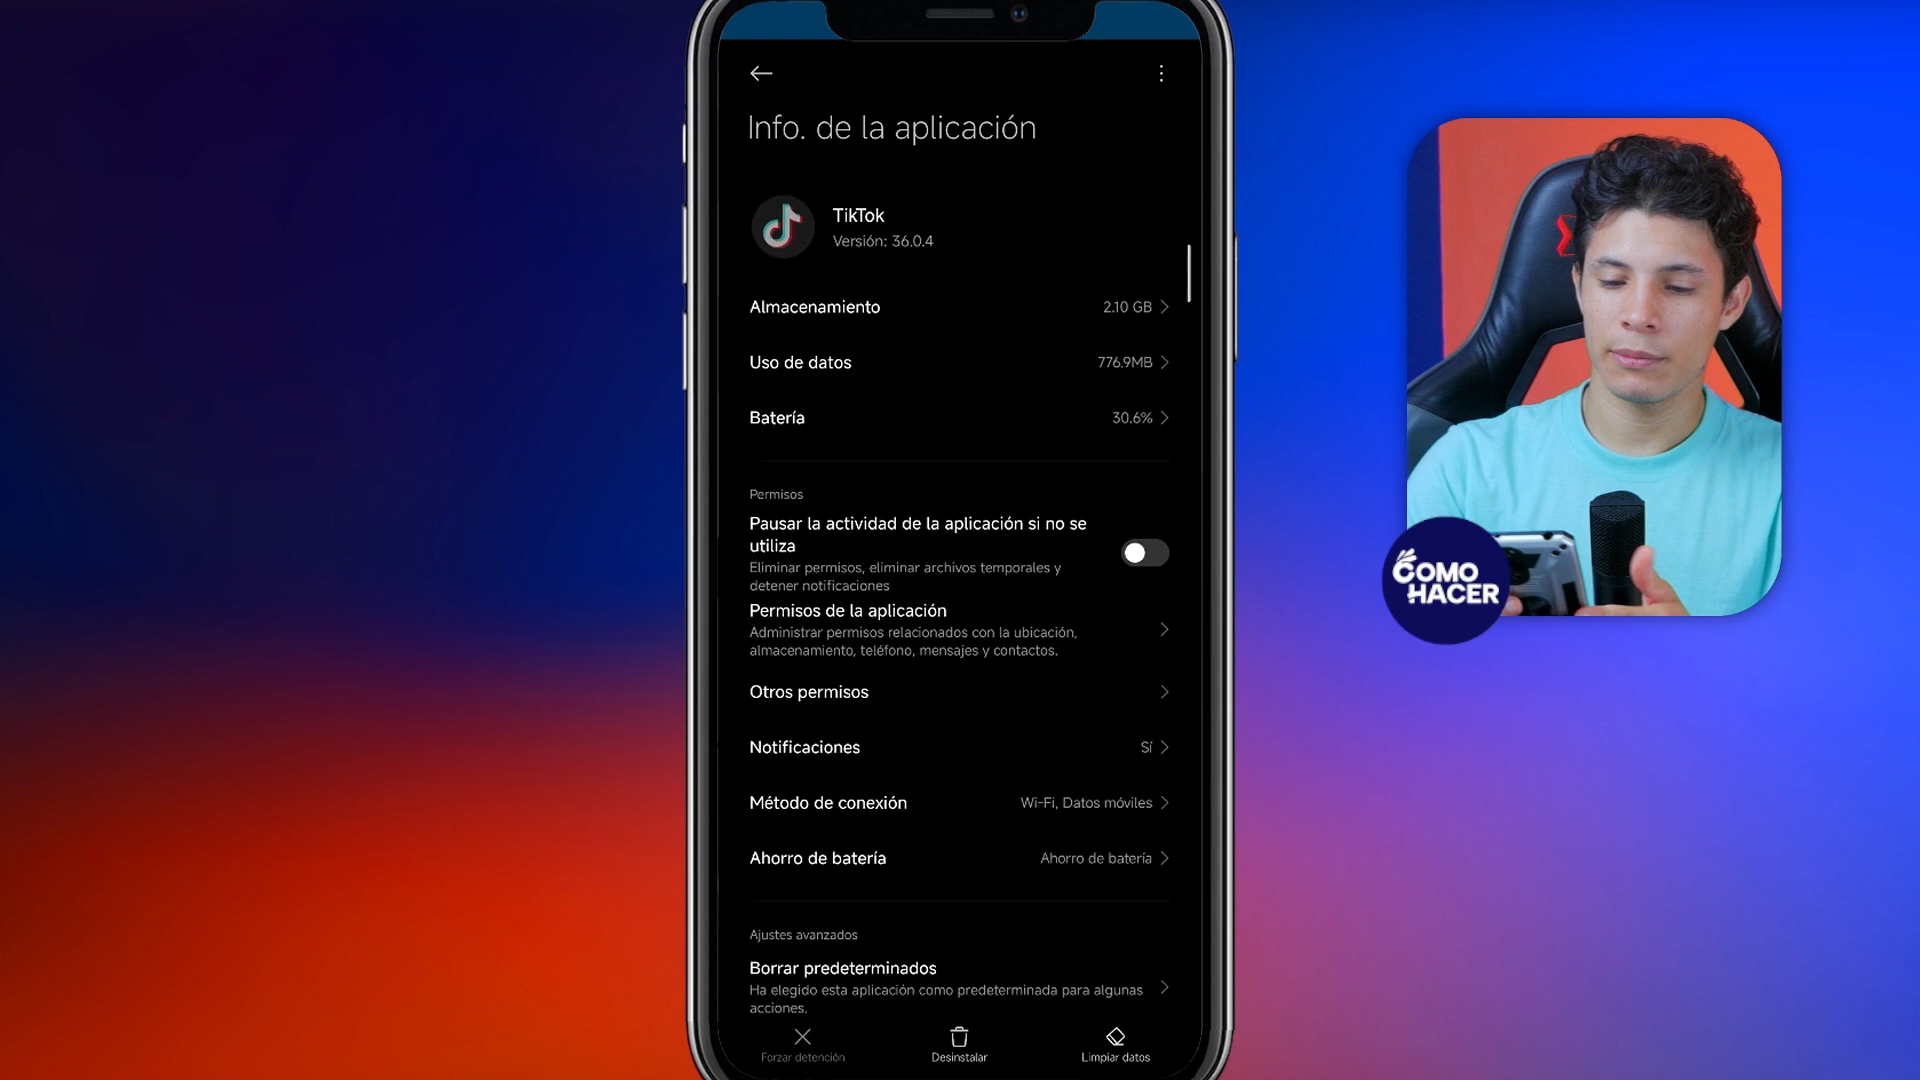 Info. de la aplicación
TikTok
Versión: 36.0.4
Almacenamiento 2.10 GB
Uso de datos 776.9MB
Batería 30.6%
Permisos
Pausar la actividad de la aplicación si no se
utiliza
Eliminar permisos, eliminar archivos temporales y
detener notificaciones
Permisos de la aplicación
Administrar permisos relacionados con la ubicación,
almacenamiento, teléfono, mensajes y contactos.
Otros permisos
Notificaciones Sí
Método de conexión Wi-Fi, Datos móviles
Ahorro de batería Ahorro de batería
Ajustes avanzados
Borrar predeterminados
Ha elegido esta aplicación como predeterminada para algunas
acciones.
Forzar detención Desinstalar Limpiar datos
COMO
HACER